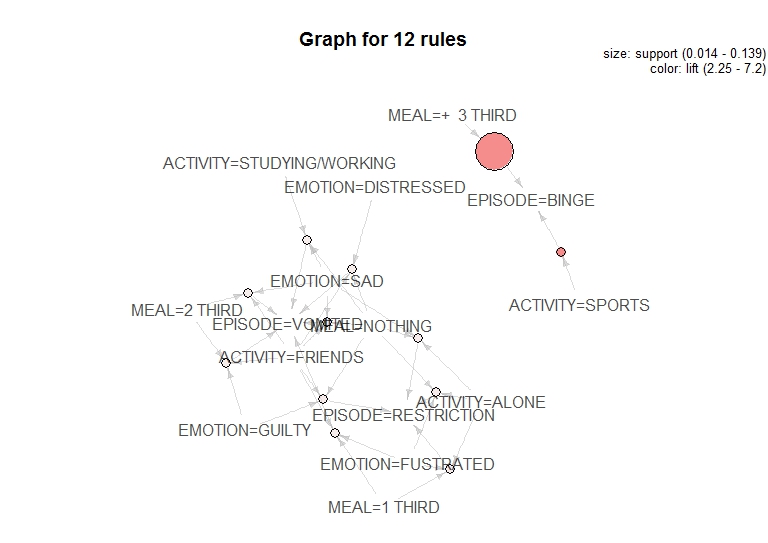 Graph for 12 rules
size: support (0.014 - 0.139)
color: lift (2.25 - 7.2)
MEAL=+ 3 THIRD
ACTIVITY=STUDYING/WORKING
EMOTION=DISTRESSED
EPISODE=BINGE
EMOTION=SAD
ACTIVITY=SPORTS
MEAL=2 THIRD
EPISODE=VOMITED
MEAL=NOTHING
ACTIVITY=FRIENDS
ACTIVITY=ALONE
EPISODE=RESTRICTION
EMOTION=GUILTY
EMOTION=FUSTRATED
MEAL=1 THIRD